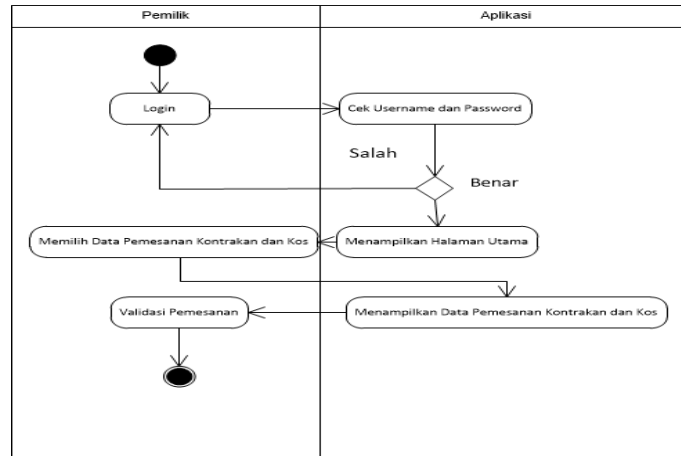 Pemilik
Aplikasi
Login
Cek Username dan Password
Salah
Benar
Memilih Data Pemesanan Kontrakan dan Kos
Menampilkan Halaman Utama
Validasi Pemesanan
Menampilkan Data Pemesanan Kontrakan dan Kos